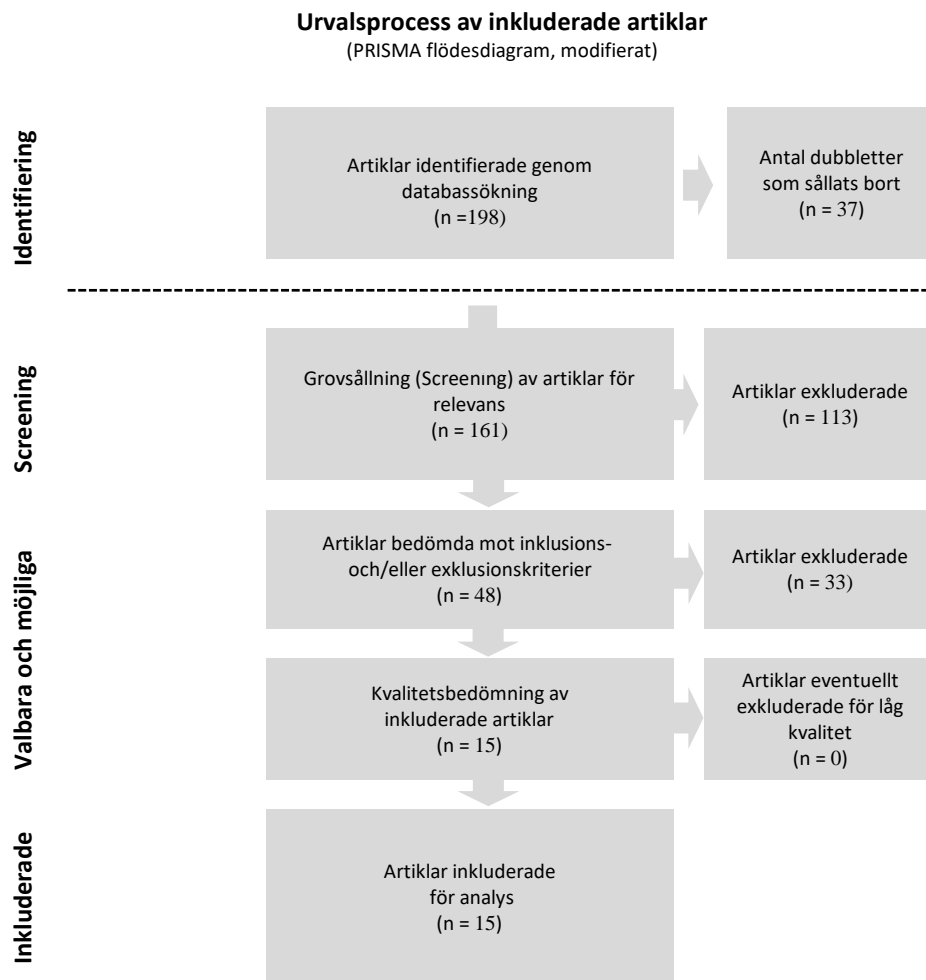 Urvalsprocess av inkluderade artiklar
(PRISMA flödesdiagram, modifierat)
Identifiering
Artiklar identifierade genom
databassökning
(n =198)
Antal dubbletter
som sållats bort
(n = 37)
Screening
Grovsållning (Screening) av artiklar för
relevans
(n = 161)
Artiklar exkluderade
(n = 113)
Valbara och möjliga
Artiklar bedömda mot inklusions-
och/eller exklusionskriterier
(n = 48)
Artiklar exkluderade
(n = 33)
Kvalitetsbedömning av
inkluderade artiklar
(n = 15)
Artiklar eventuellt
exkluderade för låg
kvalitet
(n = 0)
Inkluderade
Artiklar inkluderade
för analys
(n = 15)